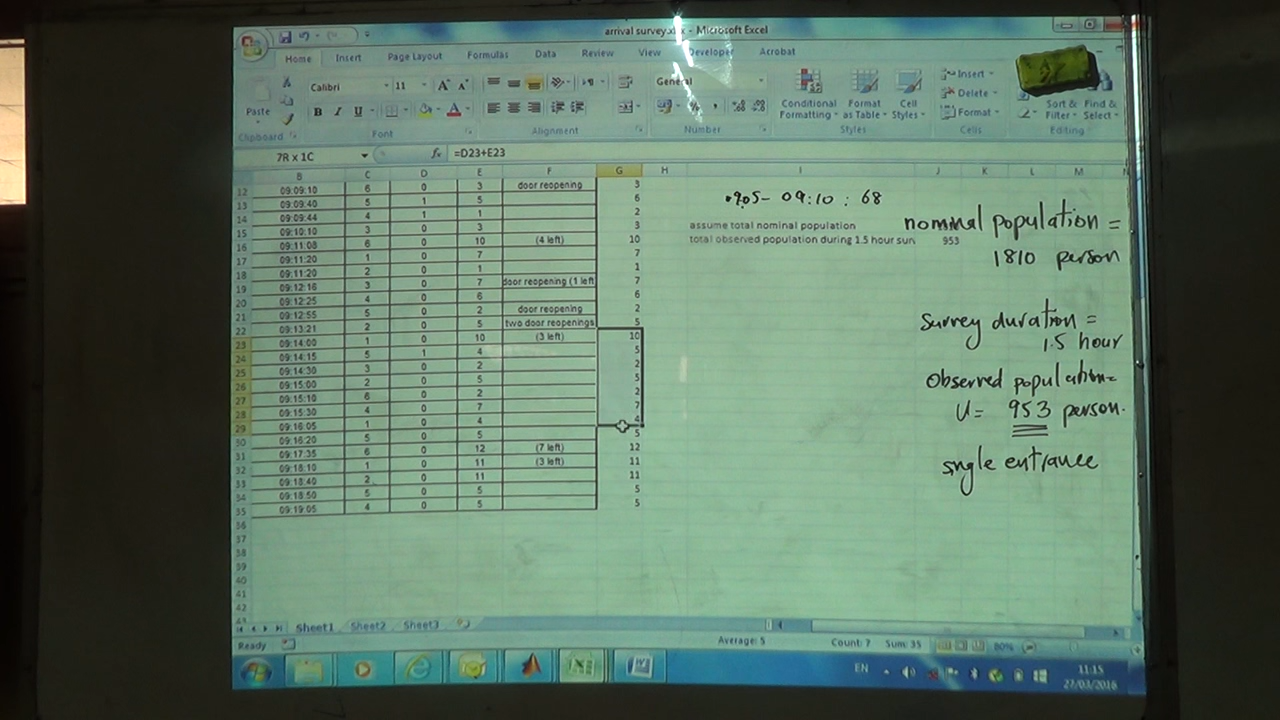 arrival survey.xlsx - Microsoft Excel
Home Insert Page Layout Formulas Data Review View Developer Acrobat
Paste
Calibri 11
General
Conditional Formatting
Format as Table
Cell Styles
Insert
Delete
Format
Sort & Filter
Find & Select
Clipboard Font Alignment Number Styles Cells Editing
7R x 1C fx =D23+E23
B C D E F G H I J K L M N
12 09:09:10 6 0 3 door reopening 3
13 09:09:40 5 1 5 6
14 09:09:44 4 1 1 2
15 09:10:10 3 0 3 3
16 09:11:08 6 0 10 (4 left) 10
17 09:11:20 1 0 7 7
18 09:11:20 2 0 1 1
19 09:12:16 3 0 7 door reopening (1 left 7
20 09:12:25 4 0 6 6
21 09:12:55 5 0 2 door reopening 2
22 09:13:21 2 0 5 two door reopenings 5
23 09:14:00 1 0 10 (3 left) 10
24 09:14:15 5 1 4 5
25 09:14:30 3 0 2 2
26 09:15:00 2 0 5 5
27 09:15:10 6 0 2 2
28 09:15:30 4 0 7 7
29 09:16:05 1 0 4 4
30 09:16:20 5 0 5 5
31 09:17:35 6 0 12 (7 left) 12
32 09:18:10 1 0 11 (3 left) 11
33 09:18:40 2 0 11 11
34 09:18:50 5 0 5 5
35 09:19:05 4 0 5 5
36
37
38
39
40
41
42
09:10 : 68
assume total nominal population
total observed population during 1.5 hour surv 953
nominal population =
1810 person
survey duration =
1.5 hour
Observed population=
U= 953 person.
single entrance
Sheet1 Sheet2 Sheet3
Ready Average: 5 Count: 7 Sum: 35 80%
EN 11:15
27/03/2016